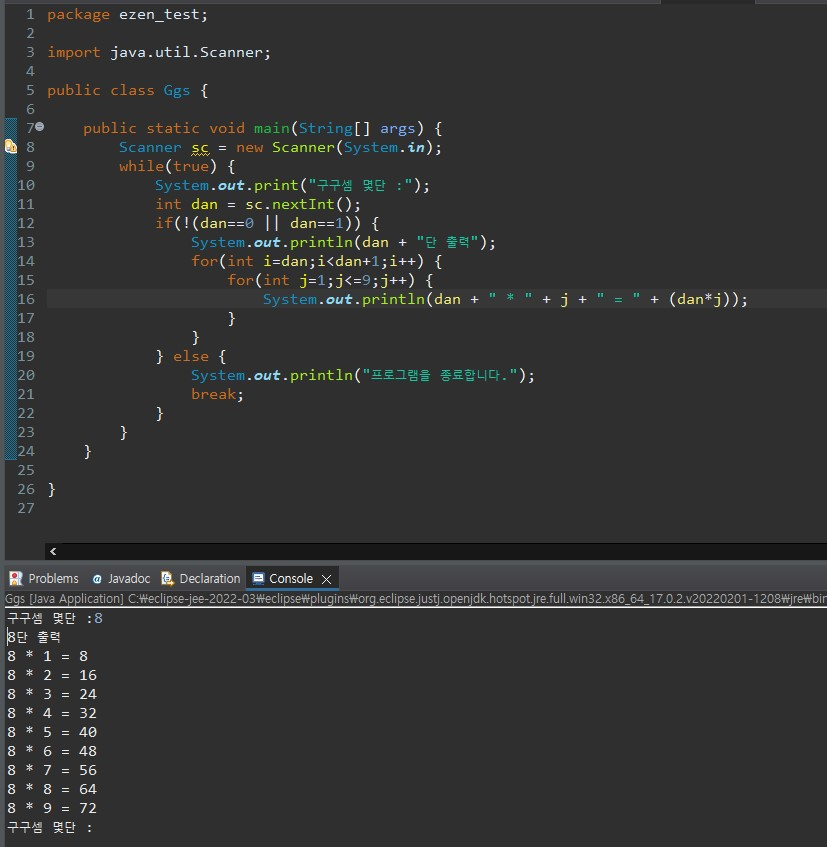 1 package ezen_test;
2
3 import java.util.Scanner;
4
5 public class Ggs {
6
7 public static void main(String[] args) {
8 Scanner sc = new Scanner(System.in);
9 while(true) {
10 System.out.print("구구셈 몇단 :");
11 int dan = sc.nextInt();
12 if(!(dan==0 || dan==1)) {
13 System.out.println(dan + "단 출력");
14 for(int i=dan;i<dan+1;i++) {
15 for(int j=1;j<=9;j++) {
16 System.out.println(dan + " * " + j + " = " + (dan*j));
17 }
18 }
19 } else {
20 System.out.println("프로그램을 종료합니다.");
21 break;
22 }
23 }
24 }
25
26 }
27
Problems Javadoc Declaration Console
Ggs [Java Application] C:₩eclipse-jee-2022-03₩eclipse₩plugins₩org.eclipse.justj.openjdk.hotspot.jre.full.win32.x86_64_17.0.2.v20220201-1208₩jre₩bin
구구셈 몇단 :8
8단 출력
8 * 1 = 8
8 * 2 = 16
8 * 3 = 24
8 * 4 = 32
8 * 5 = 40
8 * 6 = 48
8 * 7 = 56
8 * 8 = 64
8 * 9 = 72
구구셈 몇단 :